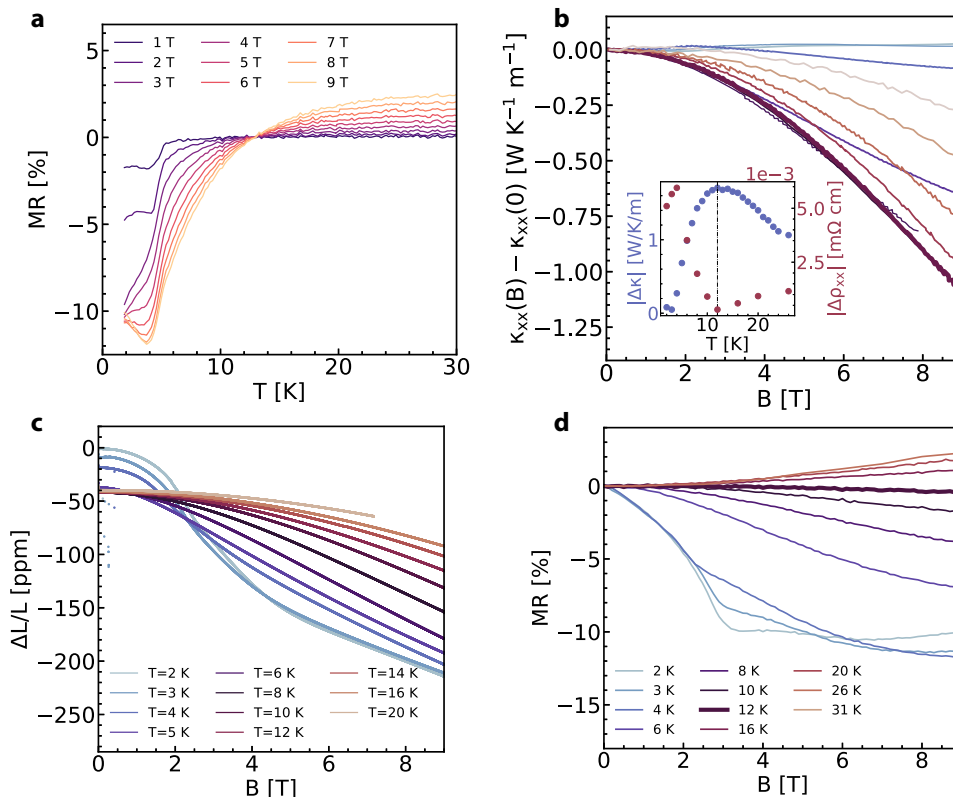 a
1 T
2 T
3 T
4 T
5 T
6 T
7 T
8 T
9 T
5
0
−5
−10
MR [%]
0
10
20
30
T [K]
b
0.00
−0.25
−0.50
−0.75
−1.00
−1.25
κxx(B) − κxx(0) [W K−1 m−1]
0
2
4
6
8
B [T]
1e−3
1
0
|Δκ| [W/K/m]
5.0
2.5
|Δρxx| [mΩ cm]
10
20
T [K]
c
0
−50
−100
−150
−200
−250
ΔL/L [ppm]
T=2 K
T=3 K
T=4 K
T=5 K
T=6 K
T=8 K
T=10 K
T=12 K
T=14 K
T=16 K
T=20 K
0
2
4
6
8
B [T]
d
0
−5
−10
−15
MR [%]
2 K
3 K
4 K
6 K
8 K
10 K
12 K
16 K
20 K
26 K
31 K
0
2
4
6
8
B [T]